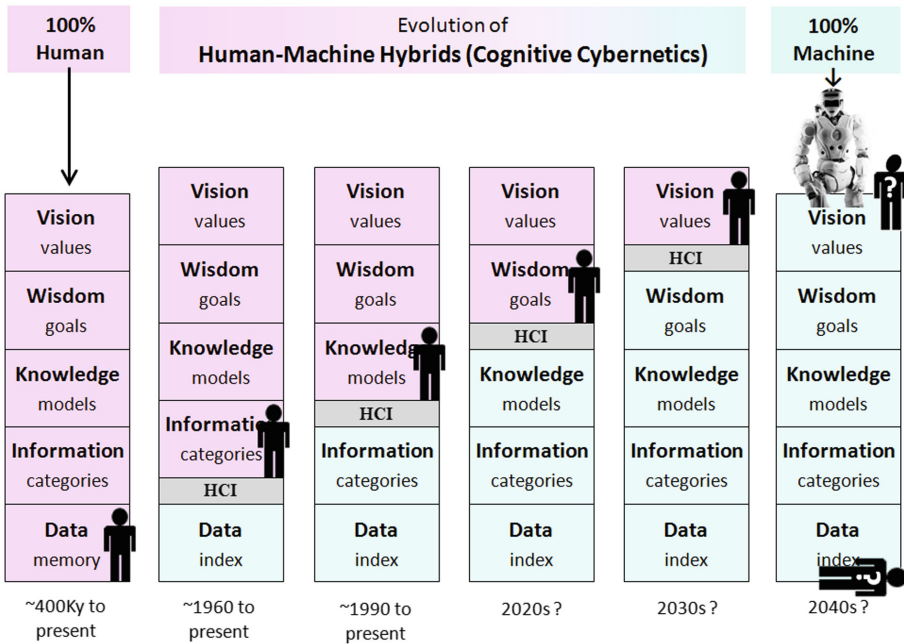 100%
Human
Evolution of
Human-Machine Hybrids (Cognitive Cybernetics)
100%
Machine
Vision
values
Wisdom
goals
Knowledge
models
Information
categories
Data
memory
~400Ky to
present
Vision
values
Wisdom
goals
Knowledge
models
Information
categories
HCI
Data
index
~1960 to
present
Vision
values
Wisdom
goals
Knowledge
models
HCI
Information
categories
Data
index
~1990 to
present
Vision
values
Wisdom
goals
HCI
Knowledge
models
Information
categories
Data
index
2020s ?
Vision
values
HCI
Wisdom
goals
Knowledge
models
Information
categories
Data
index
2030s ?
?
Vision
values
Wisdom
goals
Knowledge
models
Information
categories
Data
index
?
2040s ?